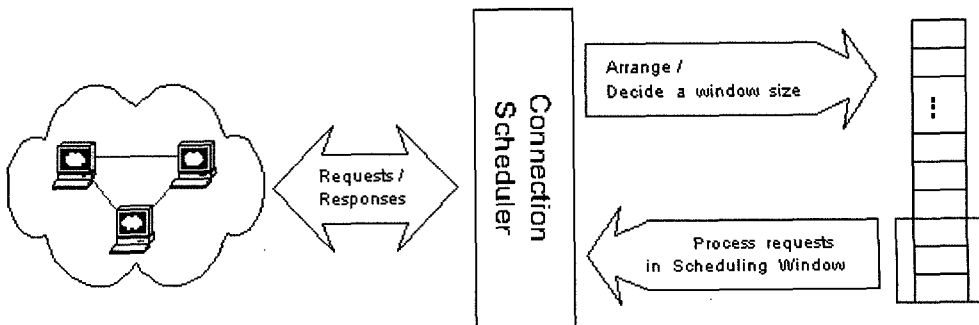 Requests /
Responses
Connection
Scheduler
Arrange /
Decide a window size
---
Process requests
in Scheduling Window